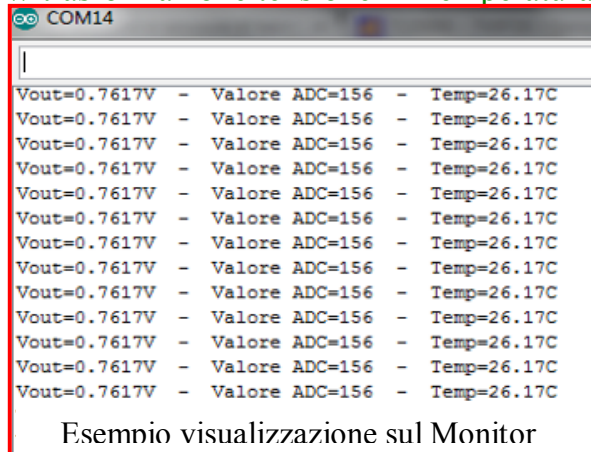 COM14
Vout=0.7617V - Valore ADC=156 - Temp=26.17C
Vout=0.7617V - Valore ADC=156 - Temp=26.17C
Vout=0.7617V - Valore ADC=156 - Temp=26.17C
Vout=0.7617V - Valore ADC=156 - Temp=26.17C
Vout=0.7617V - Valore ADC=156 - Temp=26.17C
Vout=0.7617V - Valore ADC=156 - Temp=26.17C
Vout=0.7617V - Valore ADC=156 - Temp=26.17C
Vout=0.7617V - Valore ADC=156 - Temp=26.17C
Vout=0.7617V - Valore ADC=156 - Temp=26.17C
Vout=0.7617V - Valore ADC=156 - Temp=26.17C
Vout=0.7617V - Valore ADC=156 - Temp=26.17C
Vout=0.7617V - Valore ADC=156 - Temp=26.17C
Vout=0.7617V - Valore ADC=156 - Temp=26.17C
Esempio visualizzazione sul Monitor